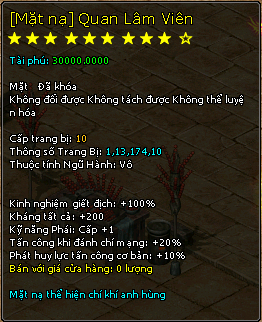 [Mặt nạ] Quan Lâm Viên
Tài phú: 30000.0000
Mặt Đã khóa
Không đổi được Không tách được Không thể luyệ
n hóa
Cấp trang bị: 10
Thông số Trang Bị: 1,13,174,10
Thuộc tính Ngũ Hành: Vô
Kinh nghiệm giết địch: +100%
Kháng tất cả: +200
Kỹ năng Phái: Cấp +1
Tấn công khi đánh chí mạng: +20%
Phát huy lực tấn công cơ bản: +10%
Bán với giá cửa hàng: 0 lượng
Mặt nạ thể hiện chí khí anh hùng